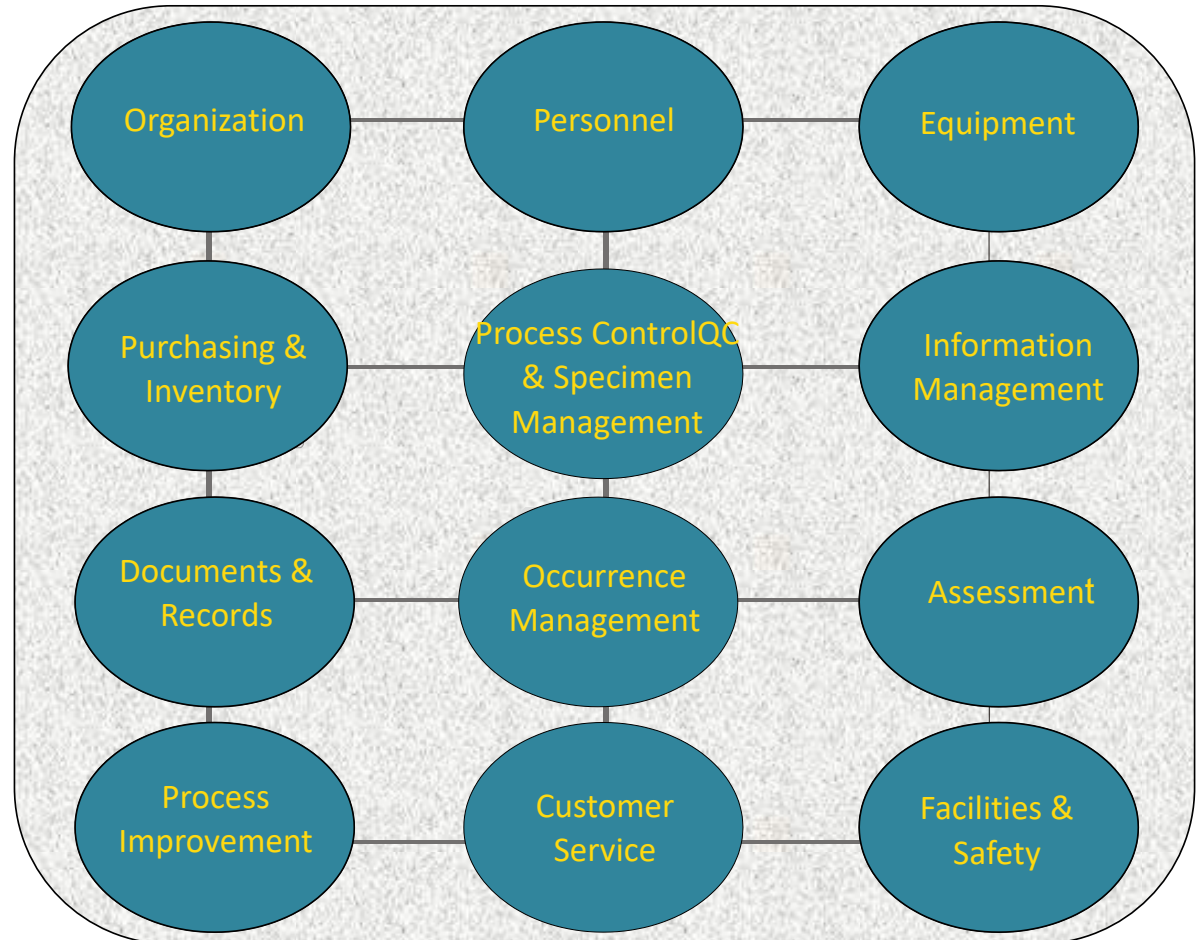 Organization
Personnel
Equipment
Purchasing &
Inventory
Process ControlQC
& Specimen
Management
Information
Management
Documents &
Records
Occurrence
Management
Assessment
Process
Improvement
Customer
Service
Facilities &
Safety